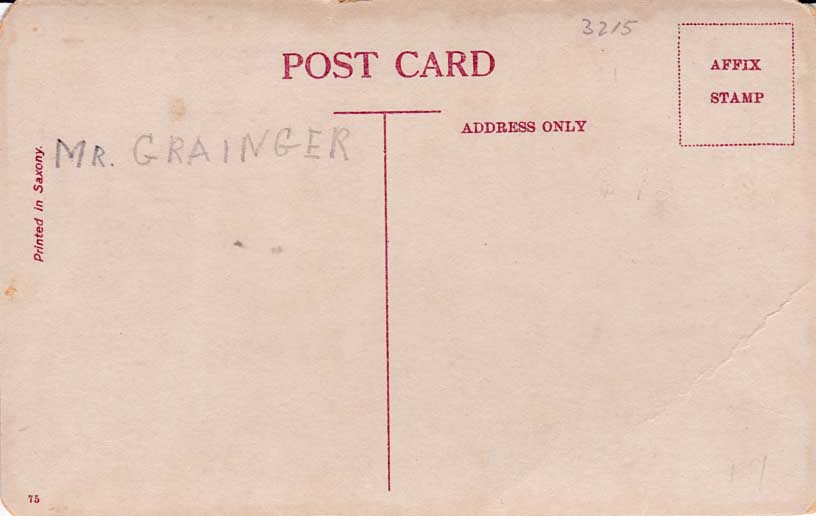 3215
POST CARD
AFFIX
STAMP
ADDRESS ONLY
MR. GRAINGER
Printed in Saxony.
75